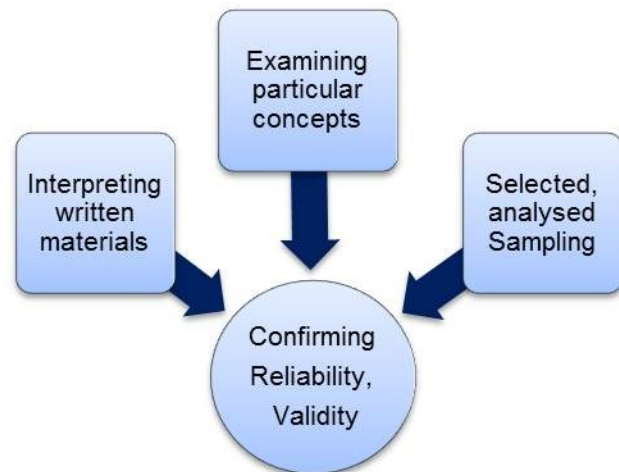 Examining
particular
concepts
Interpreting
written
materials
Selected,
analysed
Sampling
Confirming
Reliability,
Validity